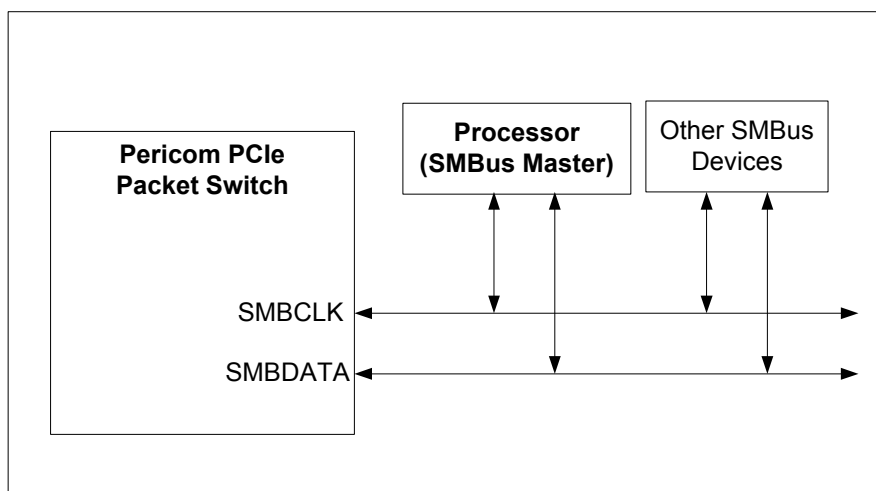 Pericom PCIe
Packet Switch
Processor
(SMBus Master)
Other SMBus
Devices
SMBCLK
SMBDATA